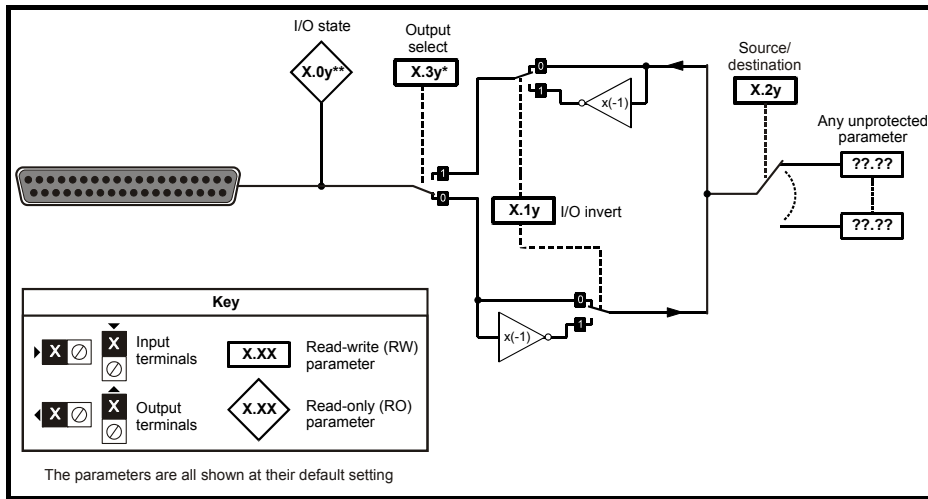 I/O state
X.0y**
Output
select
X.3y*
0
1
x(-1)
Source/
destination
X.2y
Any unprotected
parameter
??.??
??.??
1
0
X.1y
I/O invert
0
1
x(-1)
Key
X
X
Input
terminals
X.XX
Read-write (RW)
parameter
X
X
Output
terminals
X.XX
Read-only (RO)
parameter
The parameters are all shown at their default setting